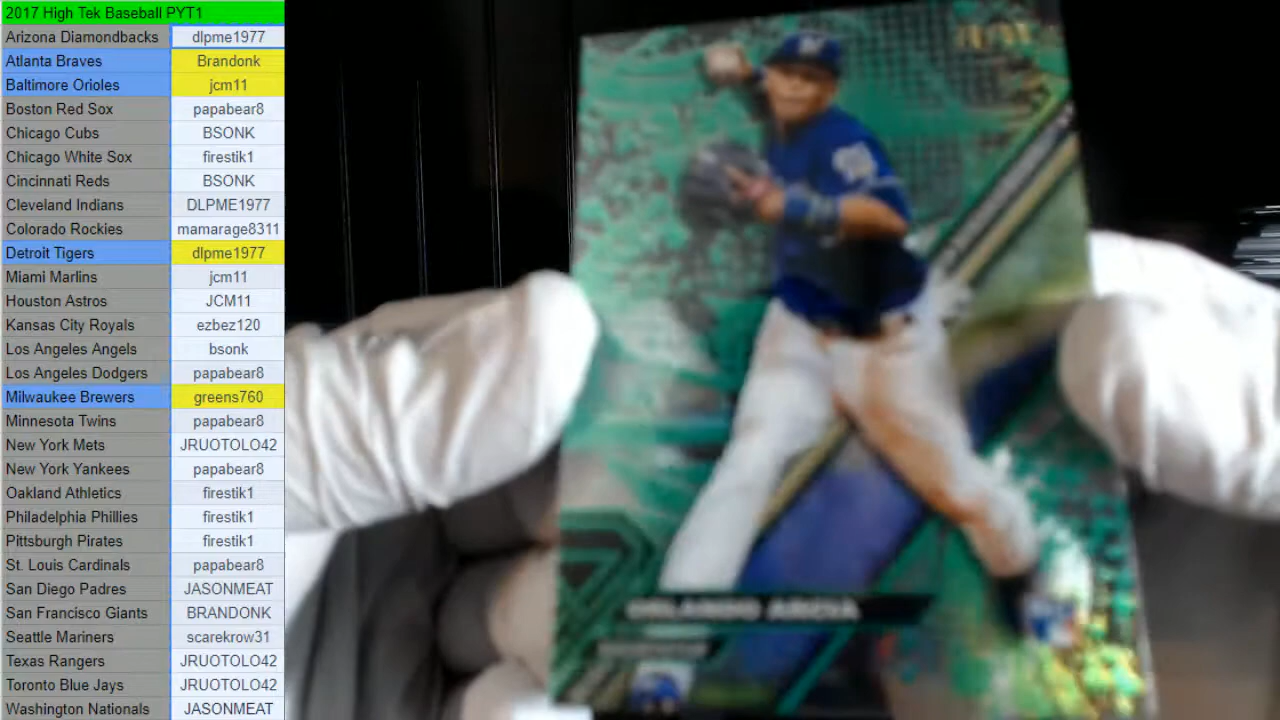 2017 High Tek Baseball PYT1
Arizona Diamondbacks dlpme1977
Atlanta Braves Brandonk
Baltimore Orioles jcm11
Boston Red Sox papabear8
Chicago Cubs BSONK
Chicago White Sox firestik1
Cincinnati Reds BSONK
Cleveland Indians DLPME1977
Colorado Rockies mamarage8311
Detroit Tigers dlpme1977
Miami Marlins jcm11
Houston Astros JCM11
Kansas City Royals ezbez120
Los Angeles Angels bsonk
Los Angeles Dodgers papabear8
Milwaukee Brewers greens760
Minnesota Twins papabear8
New York Mets JRUOTOLO42
New York Yankees papabear8
Oakland Athletics firestik1
Philadelphia Phillies firestik1
Pittsburgh Pirates firestik1
St. Louis Cardinals papabear8
San Diego Padres JASONMEAT
San Francisco Giants BRANDONK
Seattle Mariners scarekrow31
Texas Rangers JRUOTOLO42
Toronto Blue Jays JRUOTOLO42
Washington Nationals JASONMEAT
ORLANDO ARCIA